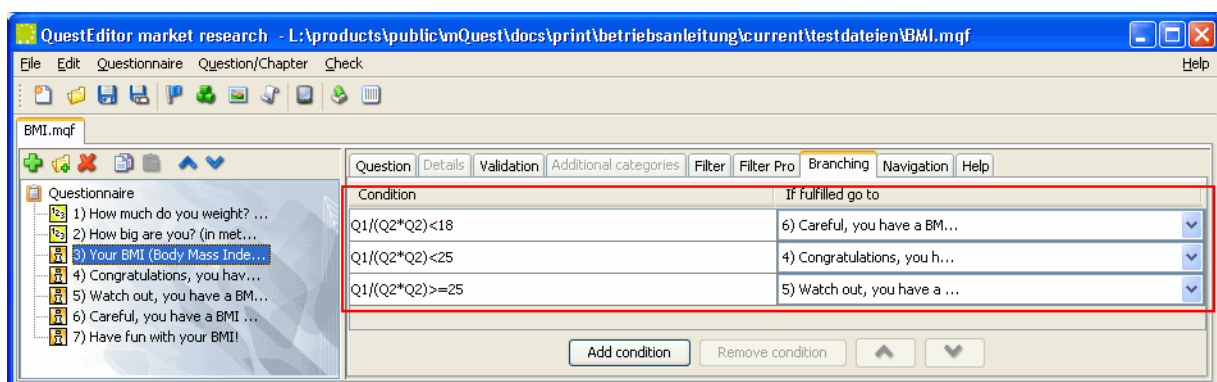 QuestEditor market research - L:\products\public\mQuest\docs\print\betriebsanleitung\current\testdateien\BMI.mqf
File Edit Questionnaire Question/Chapter Check Help
BMI.mqf
Question Details Validation Additional categories Filter Filter Pro Branching Navigation Help
Questionnaire
1) How much do you weight? ...
2) How big are you? (in met...
3) Your BMI (Body Mass Inde...
4) Congratulations, you hav...
5) Watch out, you have a BM...
6) Careful, you have a BMI ...
7) Have fun with your BMI!
Condition If fulfilled go to
Q1/(Q2*Q2)<18 6) Careful, you have a BM...
Q1/(Q2*Q2)<25 4) Congratulations, you h...
Q1/(Q2*Q2)>=25 5) Watch out, you have a ...
Add condition Remove condition